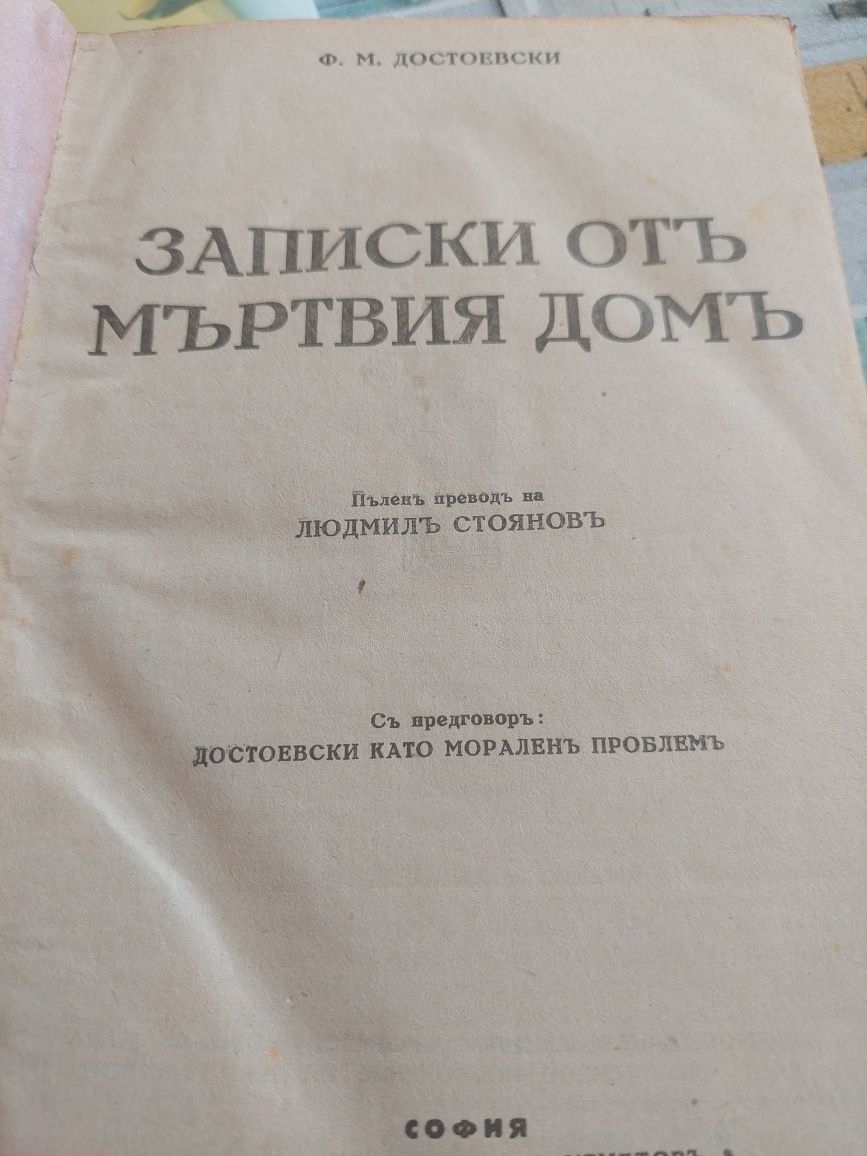 Ф. М. ДОСТОЕВСКИ
ЗАПИСКИ ОТЪ
МЪРТВИЯ ДОМЪ
Пъленъ преводъ на
ЛЮДМИЛЪ СТОЯНОВЪ
Съ предговоръ:
ДОСТОЕВСКИ КАТО МОРАЛЕНЪ ПРОБЛЕМЪ
СОФИЯ